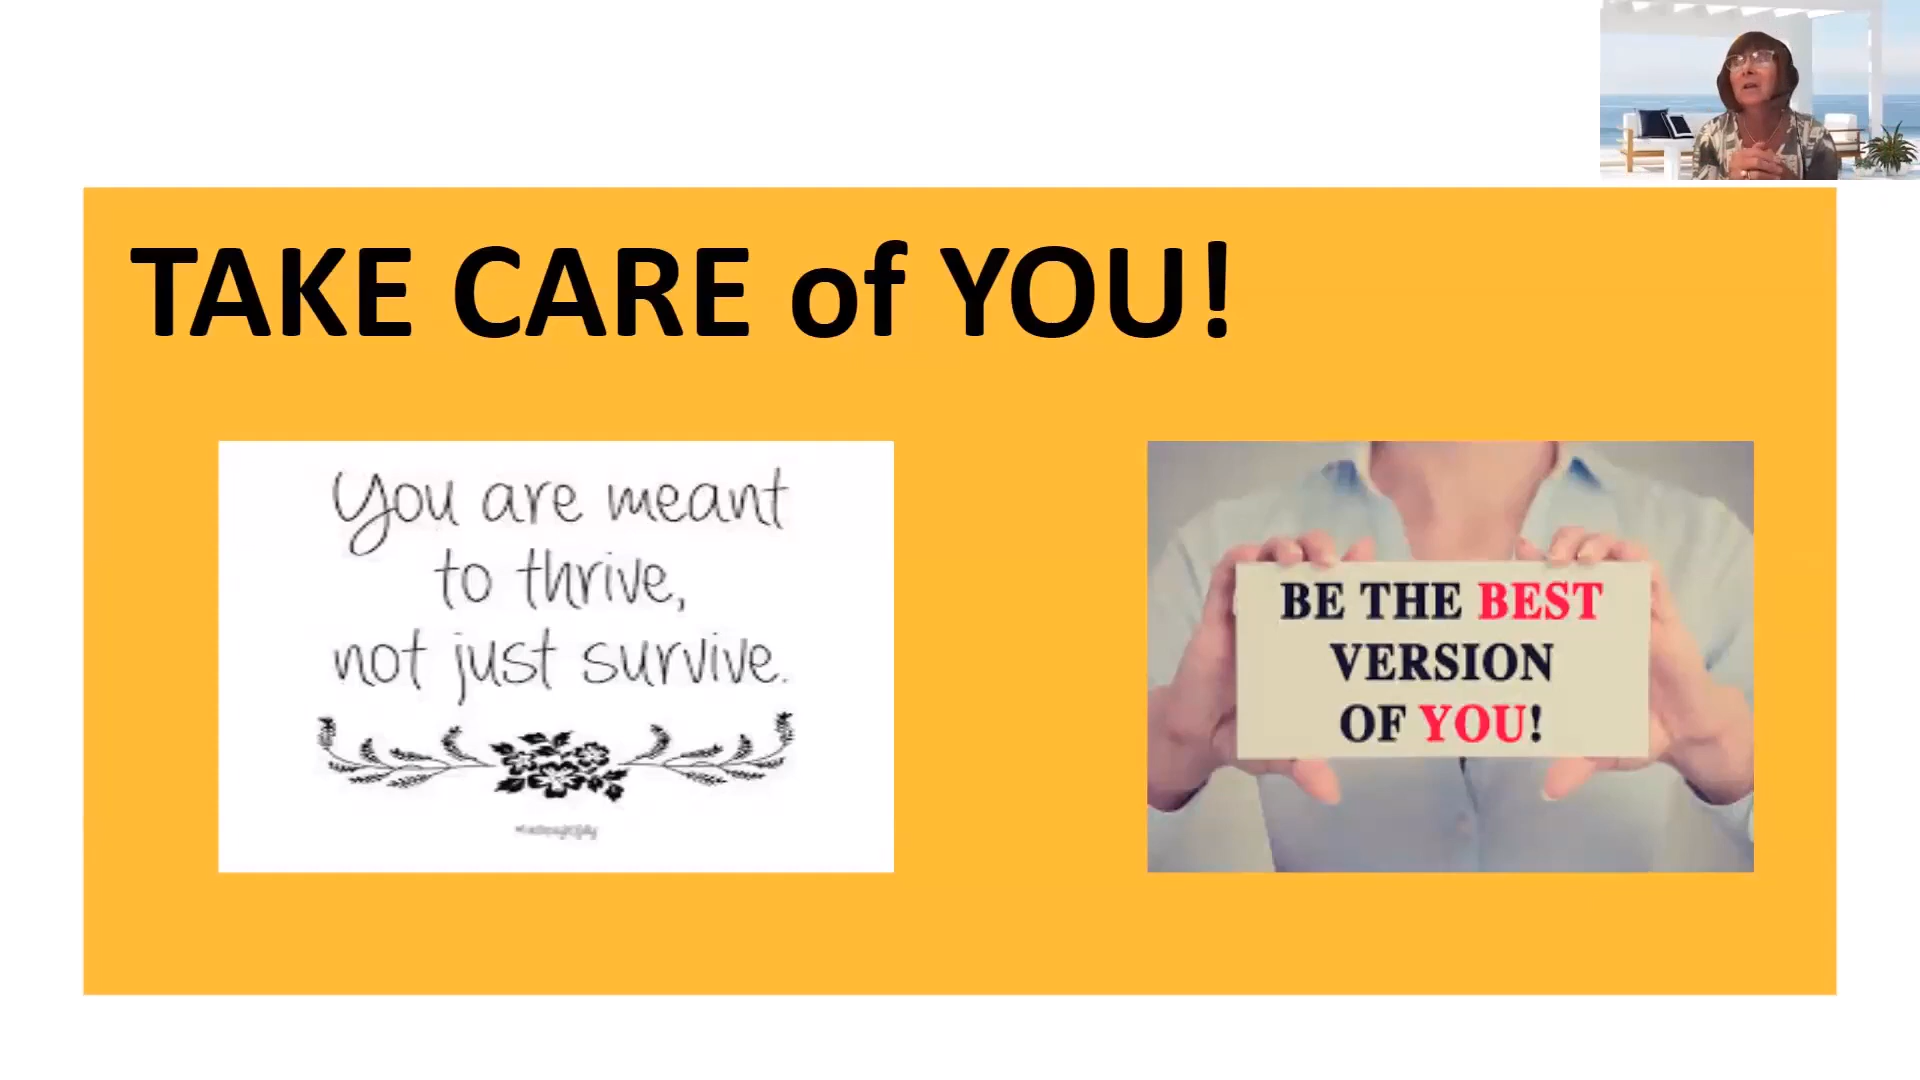 TAKE CARE of YOU!
You are meant
to thrive,
not just survive.
BE THE BEST
VERSION
OF YOU!